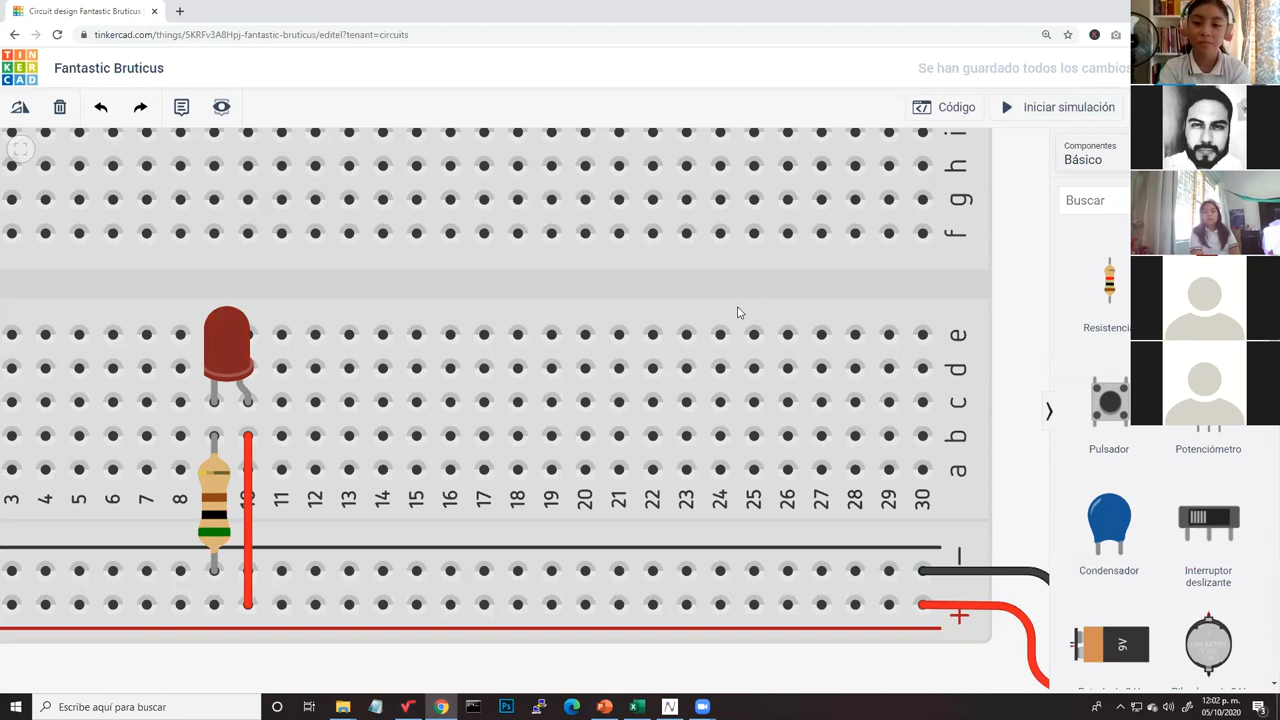 Circuit design Fantastic Bruticus
tinkercad.com/things/5KRFv3A8Hpj-fantastic-bruticus/editel?tenant=circuits
TIN
KER
CAD
Fantastic Bruticus
Se han guardado todos los cambios
Código
Iniciar simulación
Componentes
Básico
Buscar
Resistencia
Pulsador
Potenciómetro
Condensador
Interruptor
deslizante
9V
i
h
g
f
e
d
c
b
a
3 4 5 6 7 8 10 11 12 13 14 15 16 17 18 19 20 21 22 23 24 25 26 27 28 29 30
–
+
Escribe aquí para buscar
12:02 p. m.
05/10/2020
3